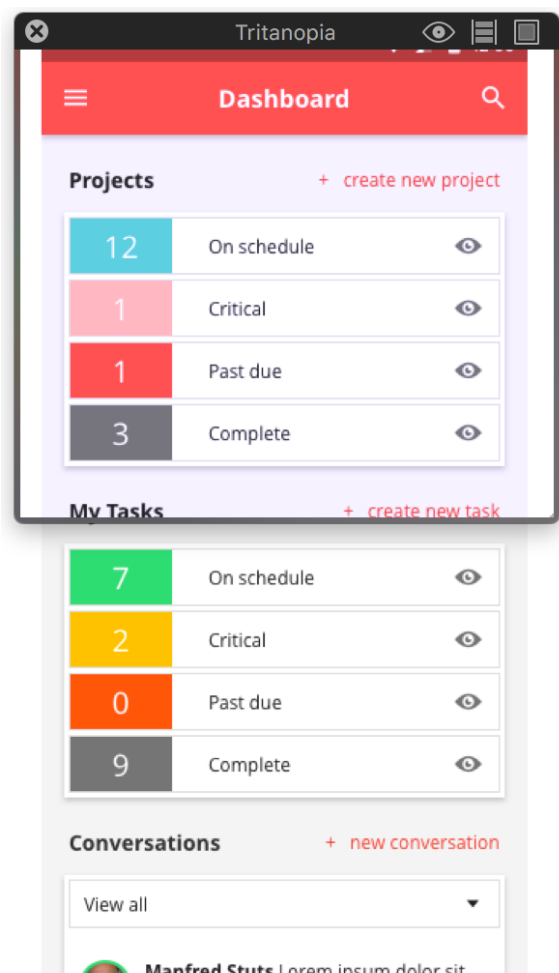 Tritanopia
Dashboard
Projects + create new project
12 On schedule
1 Critical
1 Past due
3 Complete
My Tasks + create new task
7 On schedule
2 Critical
0 Past due
9 Complete
Conversations + new conversation
View all
Manfred Stuts Lorem ipsum dolor sit